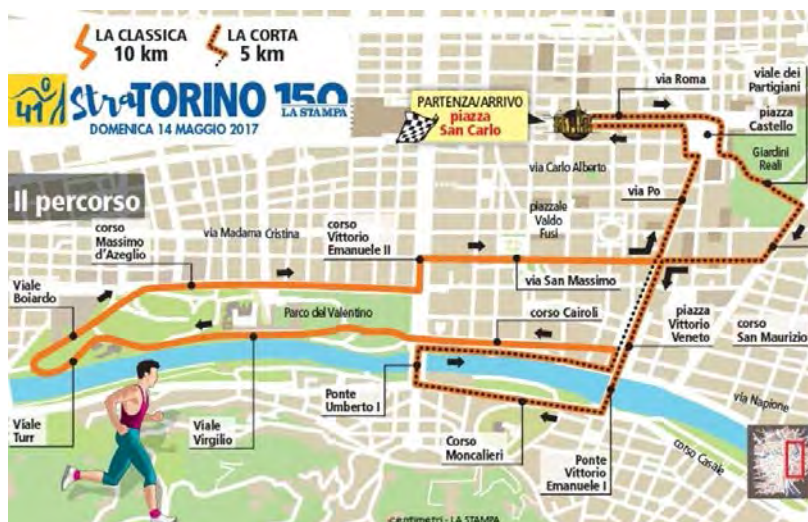 LA CLASSICA
10 km
LA CORTA
5 km
41
StraTORINO
DOMENICA 14 MAGGIO 2017
150
LA STAMPA
PARTENZA/ARRIVO
piazza
San Carlo
via Roma
viale dei
Partigiani
piazza
Castello
Giardini
Reali
via Carlo Alberto
via Po
Il percorso
piazzale
Valdo
Fusi
corso
Massimo
d'Azeglio
via Madama Cristina
corso
Vittorio
Emanuele II
Viale
Boiardo
via San Massimo
Parco del Valentino
corso Cairoli
piazza
Vittorio
Veneto
corso
San Maurizio
Viale
Turr
Viale
Virgilio
Ponte
Umberto I
Corso
Moncalieri
Ponte
Vittorio
Emanuele I
via Napione
corso Casale
centimetri - LA STAMPA